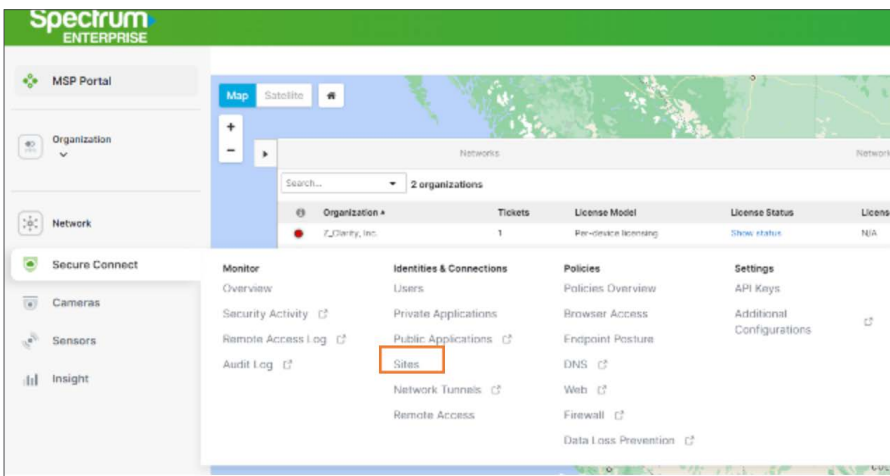 Spectrum
ENTERPRISE
MSP Portal
Organization
Network
Secure Connect
Cameras
Sensors
Insight
Map Satellite
+
−
Networks Network
Search... 2 organizations
Organization Tickets License Model License Status License
Z_Clarity, Inc. 1 Per-device licensing Show status N/A
Monitor
Overview
Security Activity
Remote Access Log
Audit Log
Identities & Connections
Users
Private Applications
Public Applications
Sites
Network Tunnels
Remote Access
Policies
Policies Overview
Browser Access
Endpoint Posture
DNS
Web
Firewall
Data Loss Prevention
Settings
API Keys
Additional
Configurations